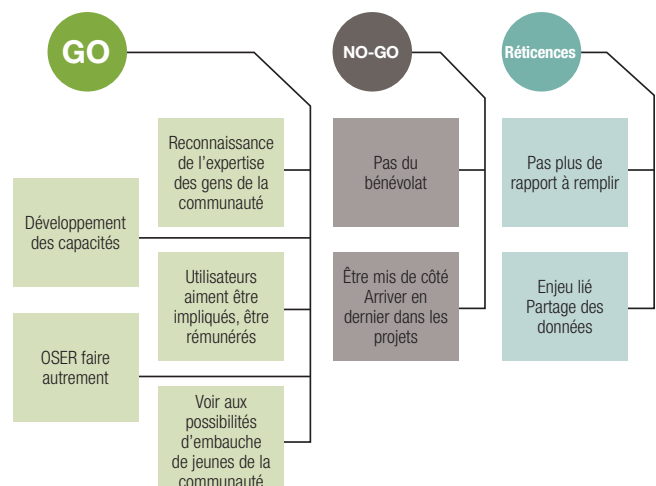 GO
Reconnaissance
de l'expertise
des gens de la
communauté
Développement
des capacités
Utilisateurs
aiment être
impliqués, être
rémunérés
OSER faire
autrement
Voir aux
possibilités
d'embauche
de jeunes de la
communauté
NO-GO
Pas du
bénévolat
Être mis de côté
Arriver en
dernier dans les
projets
Réticences
Pas plus de
rapport à remplir
Enjeu lié
Partage des
données